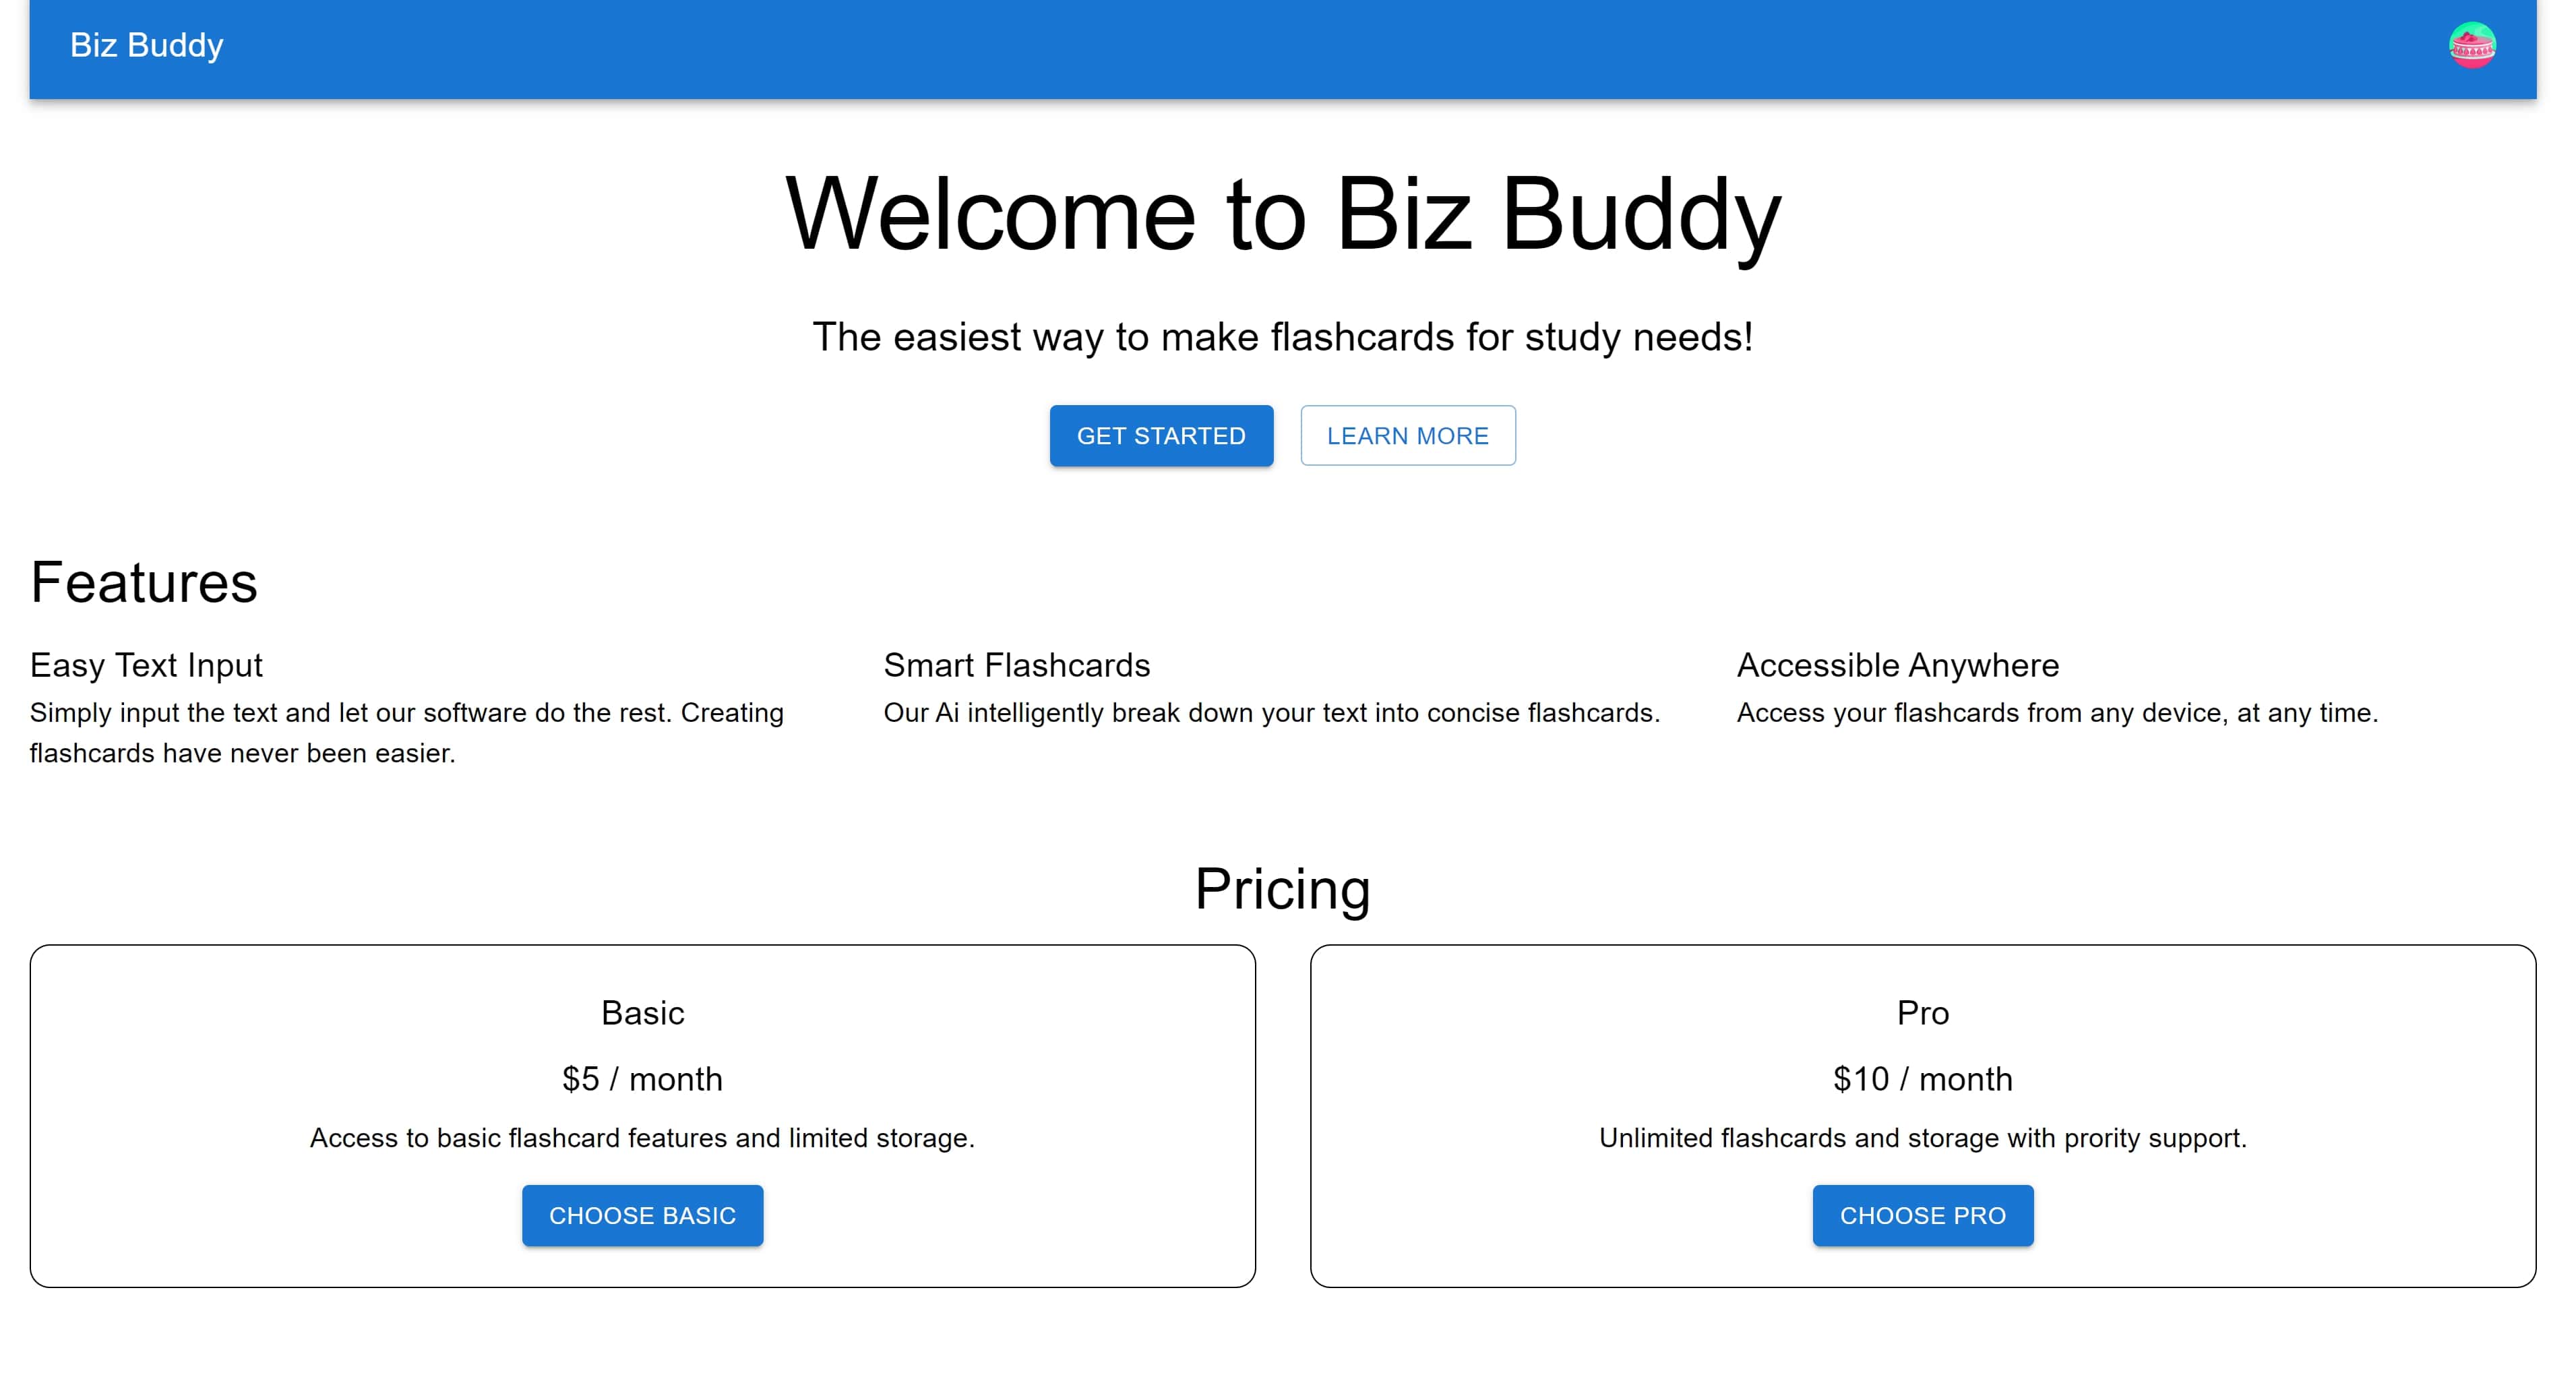 Biz Buddy
Welcome to Biz Buddy
The easiest way to make flashcards for study needs!
GET STARTED
LEARN MORE
Features
Easy Text Input
Simply input the text and let our software do the rest. Creating
flashcards have never been easier.
Smart Flashcards
Our Ai intelligently break down your text into concise flashcards.
Accessible Anywhere
Access your flashcards from any device, at any time.
Pricing
Basic
$5 / month
Access to basic flashcard features and limited storage.
CHOOSE BASIC
Pro
$10 / month
Unlimited flashcards and storage with prority support.
CHOOSE PRO